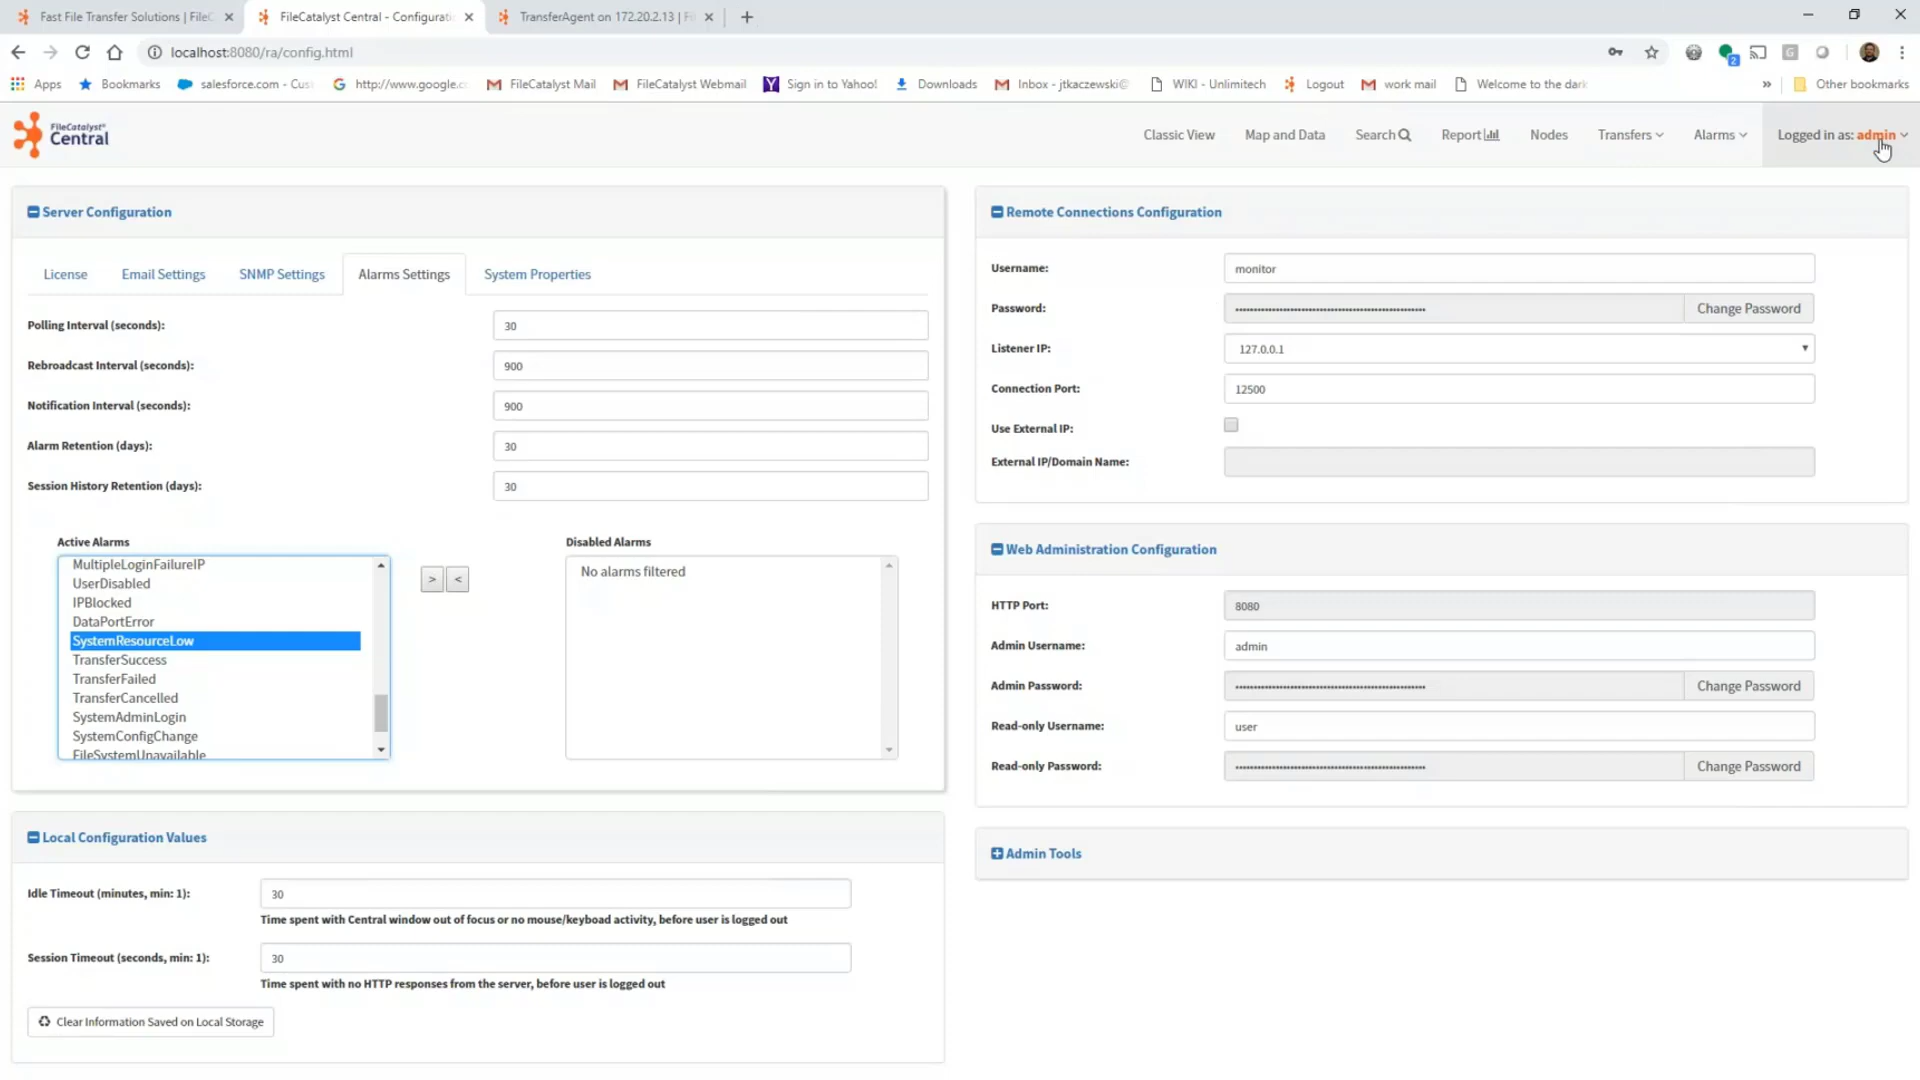 Fast File Transfer Solutions | FileC
FileCatalyst Central - Configuratio
TransferAgent on 172.20.2.13 | Fi
localhost:8080/ra/config.html
2
Apps
Bookmarks
salesforce.com - Cus
http://www.google.c
FileCatalyst Mail
FileCatalyst Webmail
Sign in to Yahoo!
Downloads
Inbox - jtkaczewski@
WIKI - Unlimitech
Logout
work mail
Welcome to the dark
»
Other bookmarks
FileCatalyst®
Central
Classic View
Map and Data
Search
Report
Nodes
Transfers
Alarms
Logged in as: admin
Server Configuration
License
Email Settings
SNMP Settings
Alarms Settings
System Properties
Polling Interval (seconds):
30
Rebroadcast Interval (seconds):
900
Notification Interval (seconds):
900
Alarm Retention (days):
30
Session History Retention (days):
30
Active Alarms
MultipleLoginFailureIP
UserDisabled
IPBlocked
DataPortError
SystemResourceLow
TransferSuccess
TransferFailed
TransferCancelled
SystemAdminLogin
SystemConfigChange
FileSystemUnavailable
>
<
Disabled Alarms
No alarms filtered
Local Configuration Values
Idle Timeout (minutes, min: 1):
30
Time spent with Central window out of focus or no mouse/keyboad activity, before user is logged out
Session Timeout (seconds, min: 1):
30
Time spent with no HTTP responses from the server, before user is logged out
Clear Information Saved on Local Storage
Remote Connections Configuration
Username:
monitor
Password:
Change Password
Listener IP:
127.0.0.1
Connection Port:
12500
Use External IP:
External IP/Domain Name:
Web Administration Configuration
HTTP Port:
8080
Admin Username:
admin
Admin Password:
Change Password
Read-only Username:
user
Read-only Password:
Change Password
Admin Tools